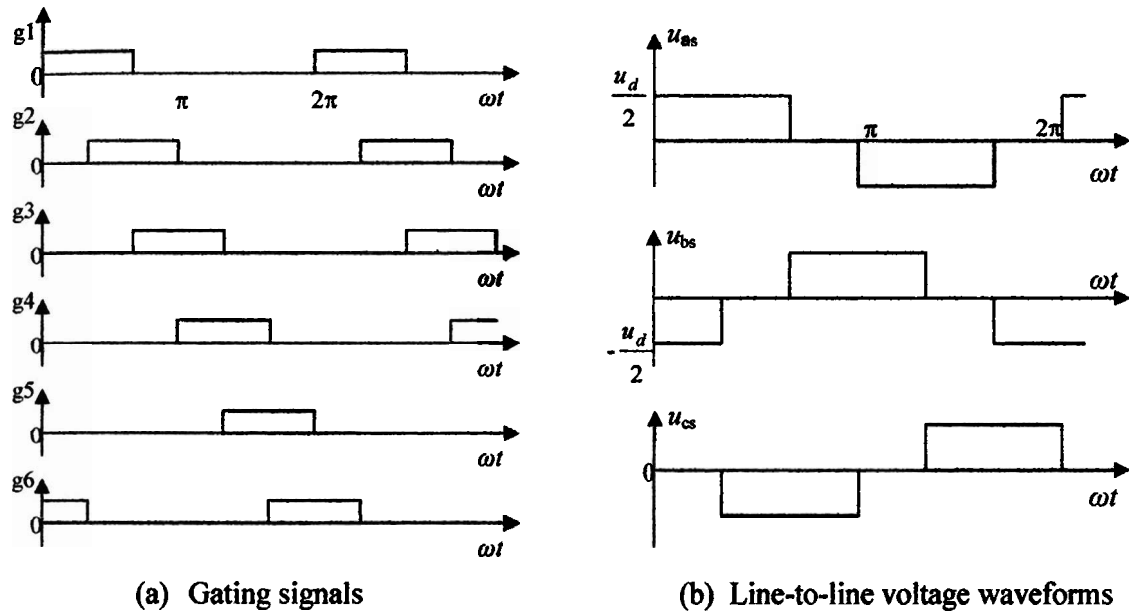 g1
0
π
2π
ωt
g2
0
ωt
g3
0
ωt
g4
0
ωt
g5
0
ωt
g6
0
ωt
(a) Gating signals
u_as
u_d
2
π
2π
ωt
u_bs
ωt
- u_d
2
u_cs
0
ωt
(b) Line-to-line voltage waveforms